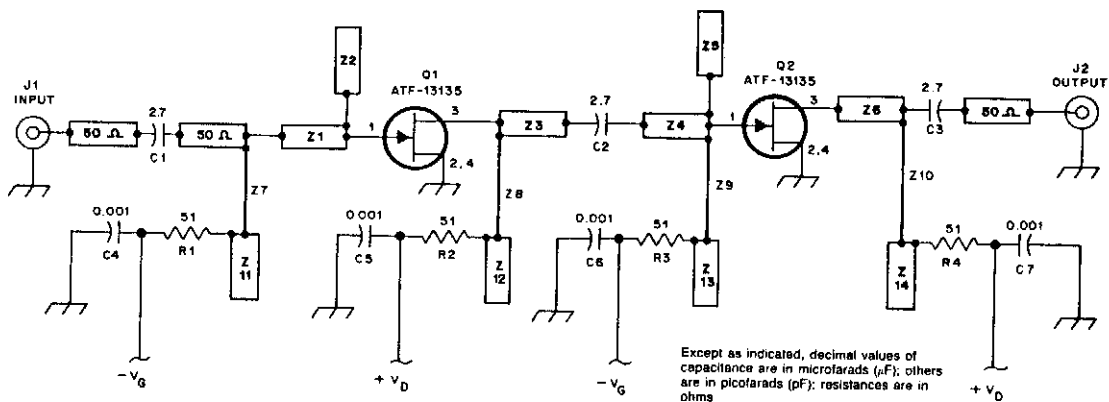 J1
INPUT
50 Ω
2.7
C1
50 Ω
Z1
Z2
Q1
ATF-13135
1
3
2,4
Z3
2.7
C2
Z4
Z5
Q2
ATF-13135
1
3
2,4
Z6
2.7
C3
50 Ω
J2
OUTPUT
Z7
Z8
Z9
Z10
0.001
C4
51
R1
Z
11
0.001
C5
51
R2
Z
12
0.001
C6
51
R3
Z
13
Z
14
51
R4
0.001
C7
-VG
+VD
-VG
+VD
Except as indicated, decimal values of
capacitance are in microfarads (μF); others
are in picofarads (pF); resistances are in
ohms